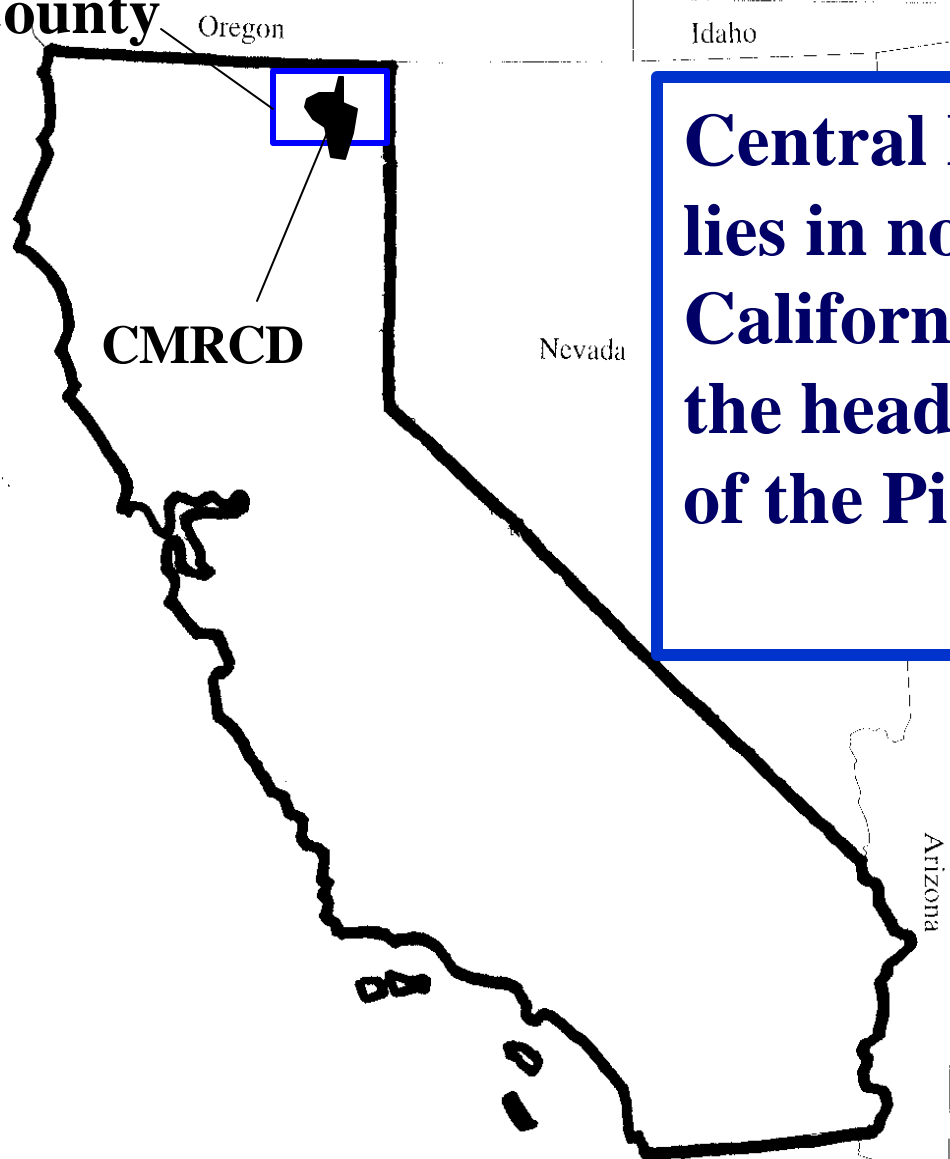 ounty
Oregon
Idaho
Central
lies in no
Californ
the head
of the Pi
CMRCD
Nevada
Arizona